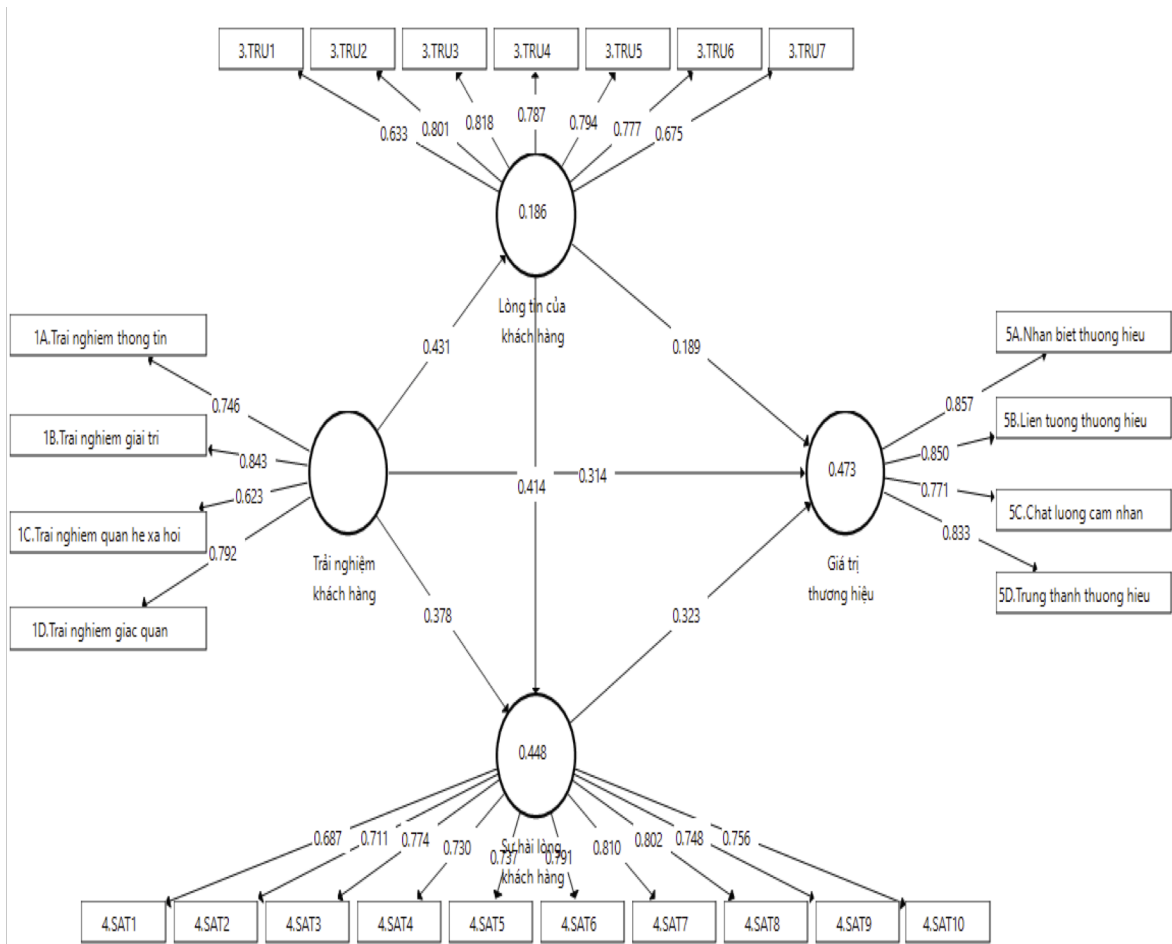 3.TRU1 3.TRU2 3.TRU3 3.TRU4 3.TRU5 3.TRU6 3.TRU7
0.633 0.801 0.818 0.787 0.794 0.777 0.675
0.186
Lòng tin của
khách hàng
0.431
0.189
1A.Trai nghiem thong tin
1B.Trai nghiem giai tri
1C.Trai nghiem quan he xa hoi
1D.Trai nghiem giac quan
0.746
0.843
0.623
0.792
Trải nghiệm
khách hàng
0.414
0.314
0.473
Giá trị
thương hiệu
0.857
0.850
0.771
0.833
5A.Nhan biet thuong hieu
5B.Lien tuong thuong hieu
5C.Chat luong cam nhan
5D.Trung thanh thuong hieu
0.378
0.323
0.448
Sự hài lòng
khách hàng
0.687 0.711 0.774 0.730 0.737 0.791 0.810 0.802 0.748 0.756
4.SAT1 4.SAT2 4.SAT3 4.SAT4 4.SAT5 4.SAT6 4.SAT7 4.SAT8 4.SAT9 4.SAT10